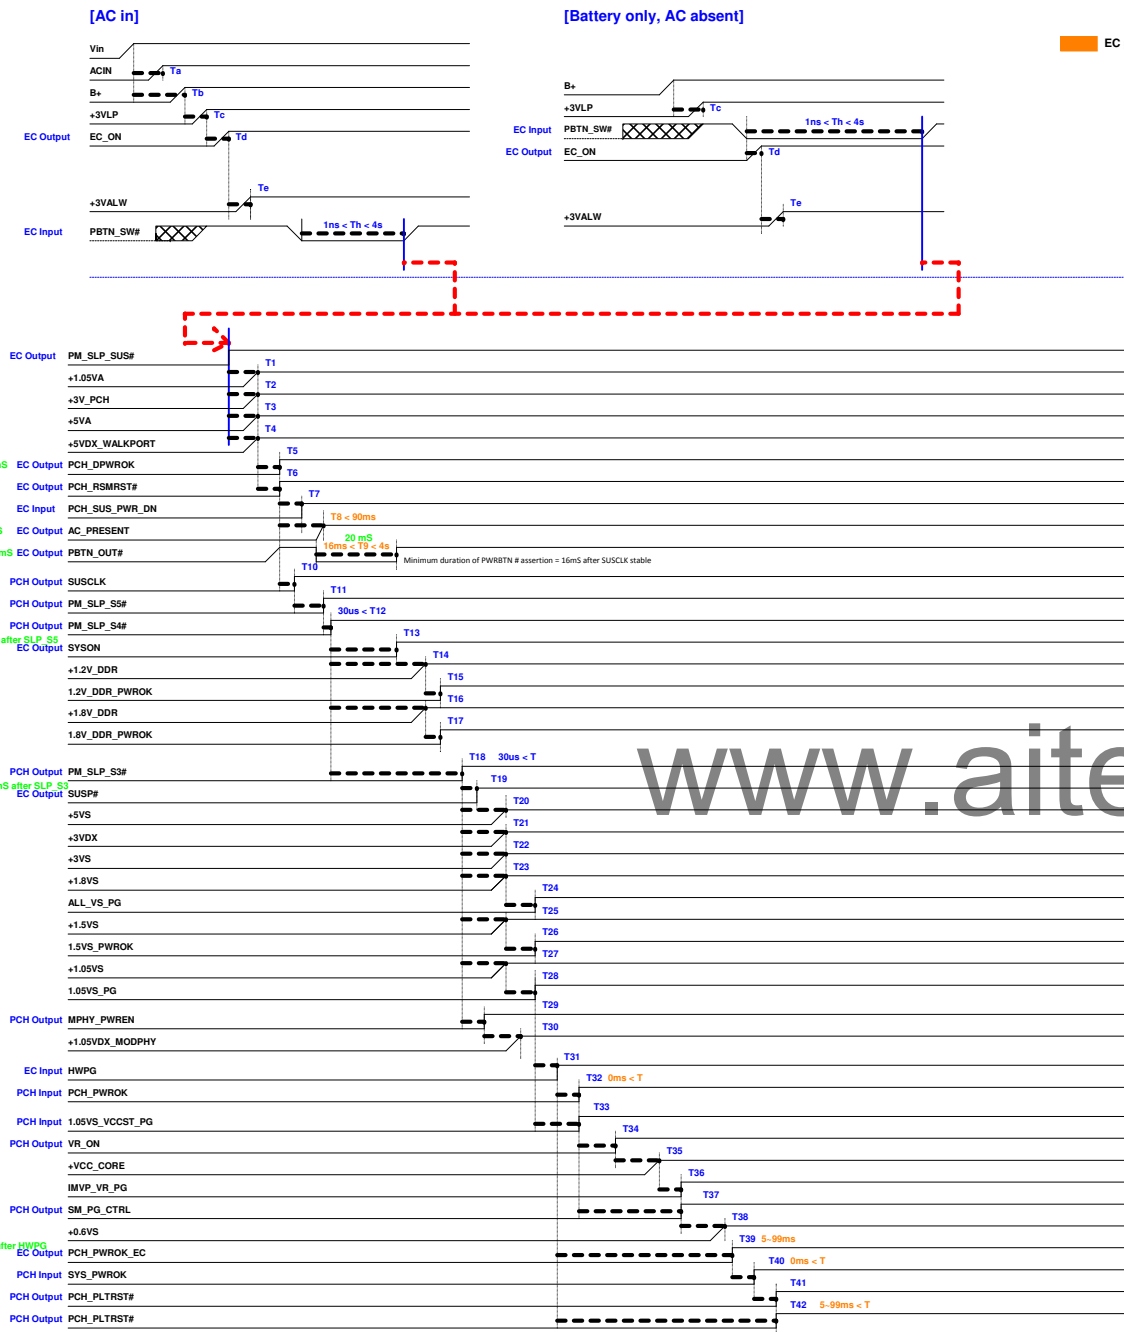 [AC in]
[Battery only, AC absent]
EC
Vin
ACIN
Ta
B+
Tb
+3VLP
Tc
EC Output EC_ON
Td
+3VALW
Te
EC Input PBTN_SW#
1ns < Th < 4s
B+
+3VLP
Tc
EC Input PBTN_SW#
1ns < Th < 4s
EC Output EC_ON
Td
+3VALW
Te
EC Output PM_SLP_SUS#
+1.05VA
T1
+3V_PCH
T2
+5VA
T3
+5VDX_WALKPORT
T4
EC Output PCH_DPWROK
T5
EC Output PCH_RSMRST#
T6
EC Input PCH_SUS_PWR_DN
T7
EC Output AC_PRESENT
T8 < 90ms
20 mS
mS EC Output PBTN_OUT#
16ms < T9 < 4s
Minimum duration of PWRBTN # assertion = 16mS after SUSCLK stable
PCH Output SUSCLK
T10
PCH Output PM_SLP_S5#
T11
PCH Output PM_SLP_S4#
30us < T12
after SLP_S5
EC Output SYSON
T13
+1.2V_DDR
T14
1.2V_DDR_PWROK
T15
+1.8V_DDR
T16
1.8V_DDR_PWROK
T17
PCH Output PM_SLP_S3#
T18 30us < T
mS after SLP_S3
EC Output SUSP#
T19
+5VS
T20
+3VDX
T21
+3VS
T22
+1.8VS
T23
ALL_VS_PG
T24
+1.5VS
T25
1.5VS_PWROK
T26
+1.05VS
T27
1.05VS_PG
T28
PCH Output MPHY_PWREN
T29
+1.05VDX_MODPHY
T30
EC Input HWPG
T31
PCH Input PCH_PWROK
T32 0ms < T
PCH Input 1.05VS_VCCST_PG
T33
PCH Output VR_ON
T34
+VCC_CORE
T35
IMVP_VR_PG
T36
PCH Output SM_PG_CTRL
T37
+0.6VS
T38
after HWPG
EC Output PCH_PWROK_EC
T39 5~99ms
PCH Input SYS_PWROK
T40 0ms < T
PCH Output PCH_PLTRST#
T41
PCH Output PCH_PLTRST#
T42 5~99ms < T
www.aite